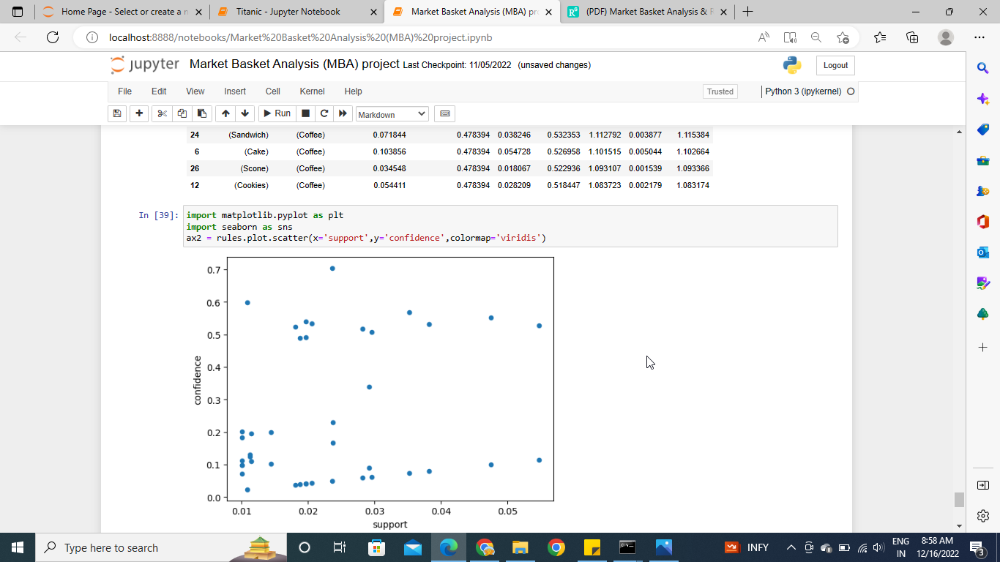 Home Page - Select or create a n
Titanic - Jupyter Notebook
Market Basket Analysis (MBA) pr
(PDF) Market Basket Analysis &
localhost:8888/notebooks/Market%20Basket%20Analysis%20(MBA)%20project.ipynb
jupyter Market Basket Analysis (MBA) project Last Checkpoint: 11/05/2022 (unsaved changes)
Logout
File Edit View Insert Cell Kernel Help
Trusted
Python 3 (ipykernel)
Run
Markdown
24 (Sandwich) (Coffee) 0.071844 0.478394 0.038246 0.532353 1.112792 0.003877 1.115384
6 (Cake) (Coffee) 0.103856 0.478394 0.054728 0.526958 1.101515 0.005044 1.102664
26 (Scone) (Coffee) 0.034548 0.478394 0.018067 0.522936 1.093107 0.001539 1.093366
12 (Cookies) (Coffee) 0.054411 0.478394 0.028209 0.518447 1.083723 0.002179 1.083174
In [39]: import matplotlib.pyplot as plt
import seaborn as sns
ax2 = rules.plot.scatter(x='support',y='confidence',colormap='viridis')
0.7
0.6
0.5
0.4
0.3
0.2
0.1
0.0
confidence
0.01 0.02 0.03 0.04 0.05
support
Type here to search
INFY
ENG
IN
8:58 AM
12/16/2022
3